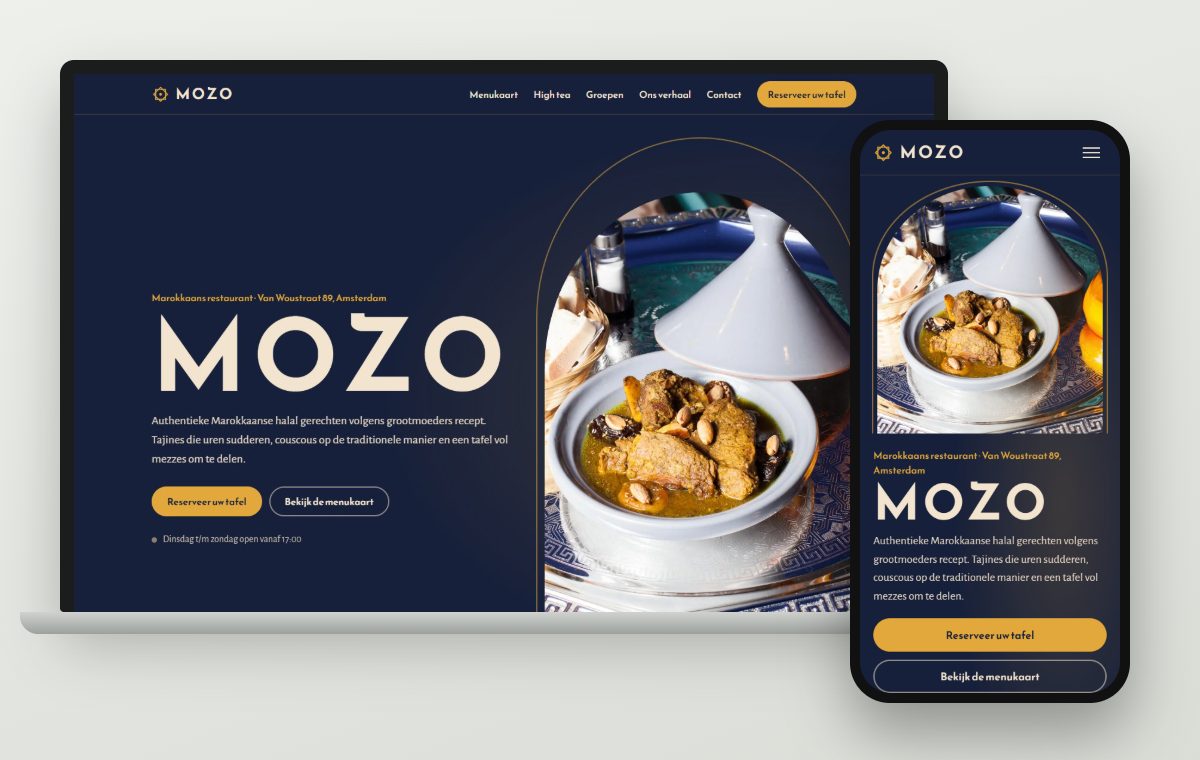 MOZO
Menukaart High tea Groepen Ons verhaal Contact Reserveer uw tafel
Marokkaans restaurant · Van Woustraat 89, Amsterdam
MOZO
Authentieke Marokkaanse halal gerechten volgens grootmoeders recept.
Tajines die uren sudderen, couscous op de traditionele manier en een tafel vol
mezzes om te delen.
Reserveer uw tafel Bekijk de menukaart
Dinsdag t/m zondag open vanaf 17:00
MOZO
Marokkaans restaurant · Van Woustraat 89,
Amsterdam
MOZO
Authentieke Marokkaanse halal gerechten volgens
grootmoeders recept. Tajines die uren sudderen,
couscous op de traditionele manier en een tafel vol
mezzes om te delen.
Reserveer uw tafel
Bekijk de menukaart